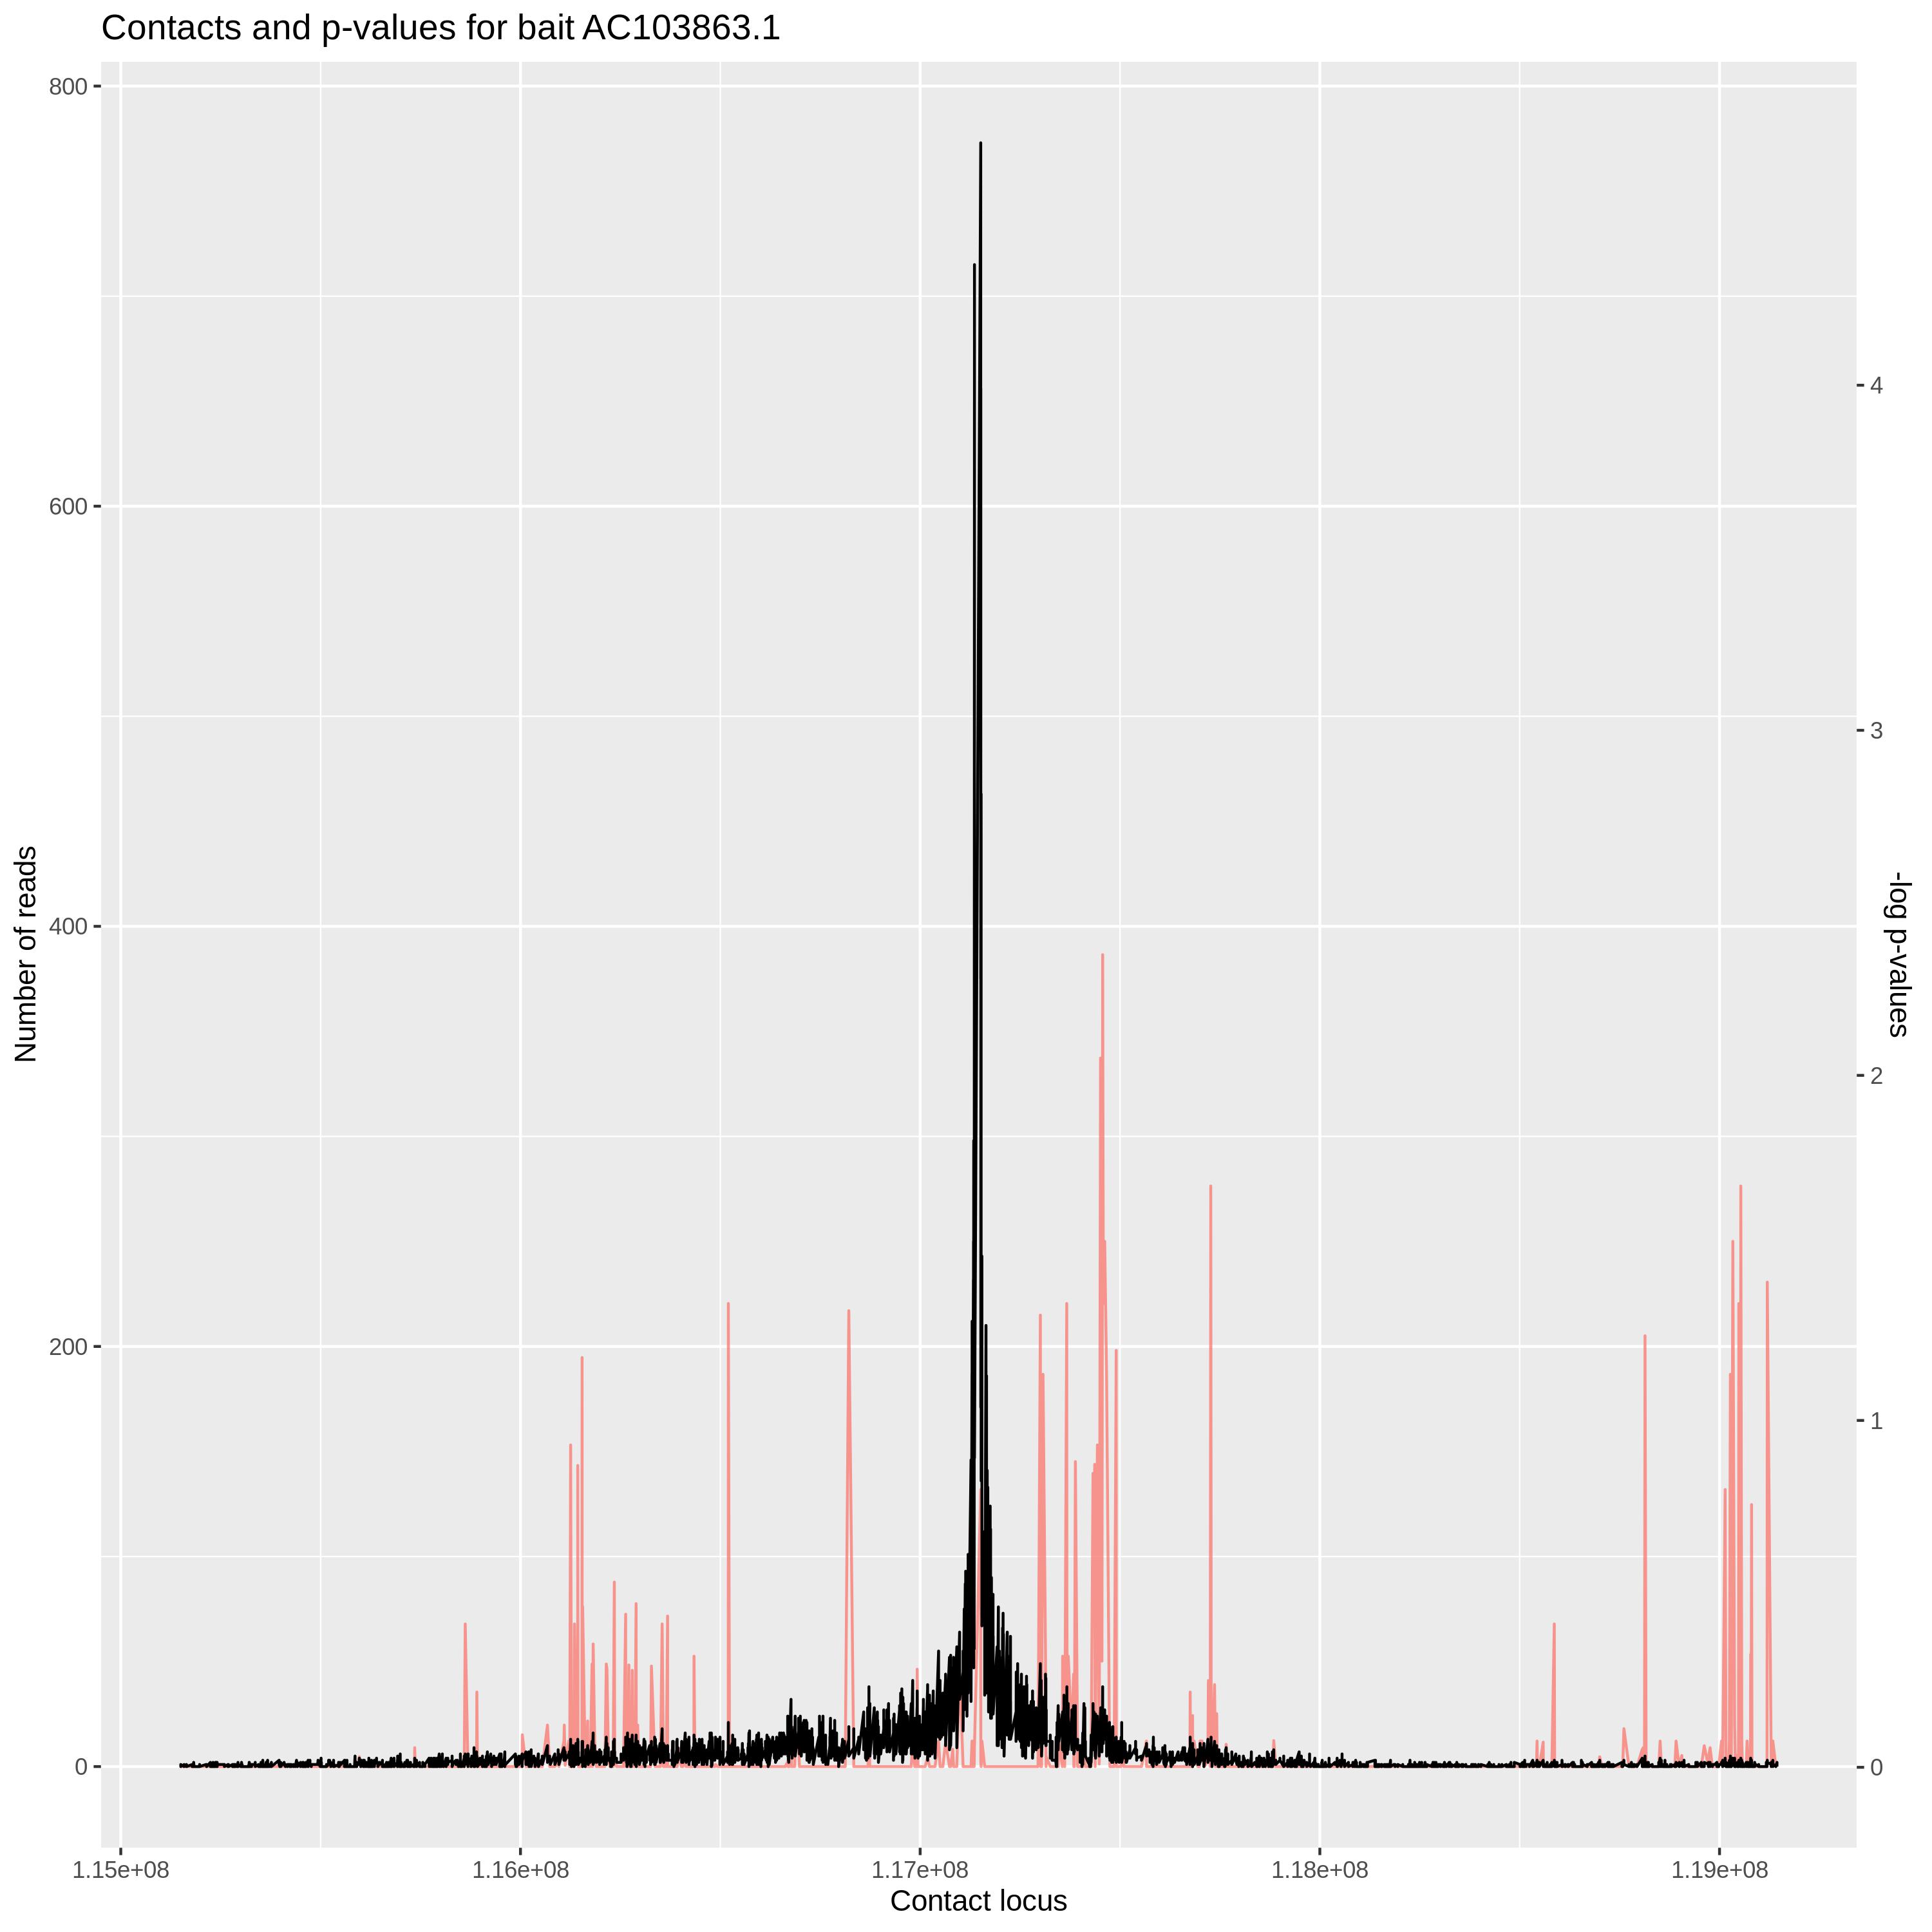 Contacts and p-values for bait AC103863.1
800
600
400
200
0
Number of reads
4
3
2
1
0
-log p-values
1.15e+08
1.16e+08
1.17e+08
1.18e+08
1.19e+08
Contact locus